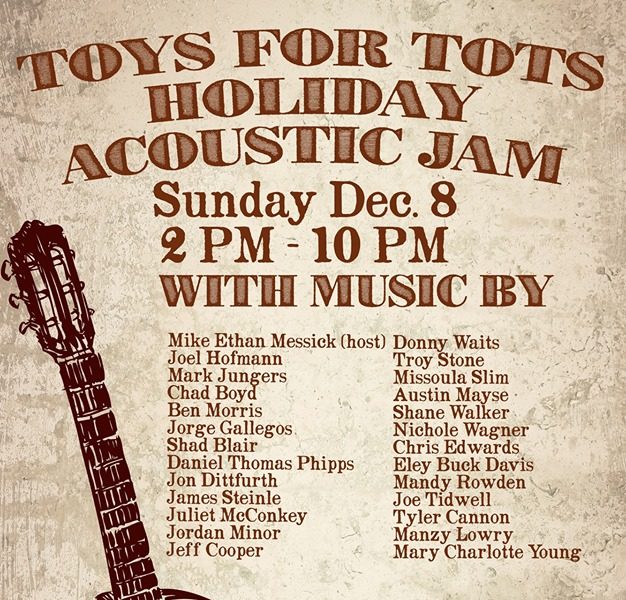 TOYS FOR TOTS
HOLIDAY
ACOUSTIC JAM
Sunday Dec. 8
2 PM - 10 PM
WITH MUSIC BY
Mike Ethan Messick (host)
Joel Hofmann
Mark Jungers
Chad Boyd
Ben Morris
Jorge Gallegos
Shad Blair
Daniel Thomas Phipps
Jon Dittfurth
James Steinle
Juliet McConkey
Jordan Minor
Jeff Cooper
Donny Waits
Troy Stone
Missoula Slim
Austin Mayse
Shane Walker
Nichole Wagner
Chris Edwards
Eley Buck Davis
Mandy Rowden
Joe Tidwell
Tyler Cannon
Manzy Lowry
Mary Charlotte Young